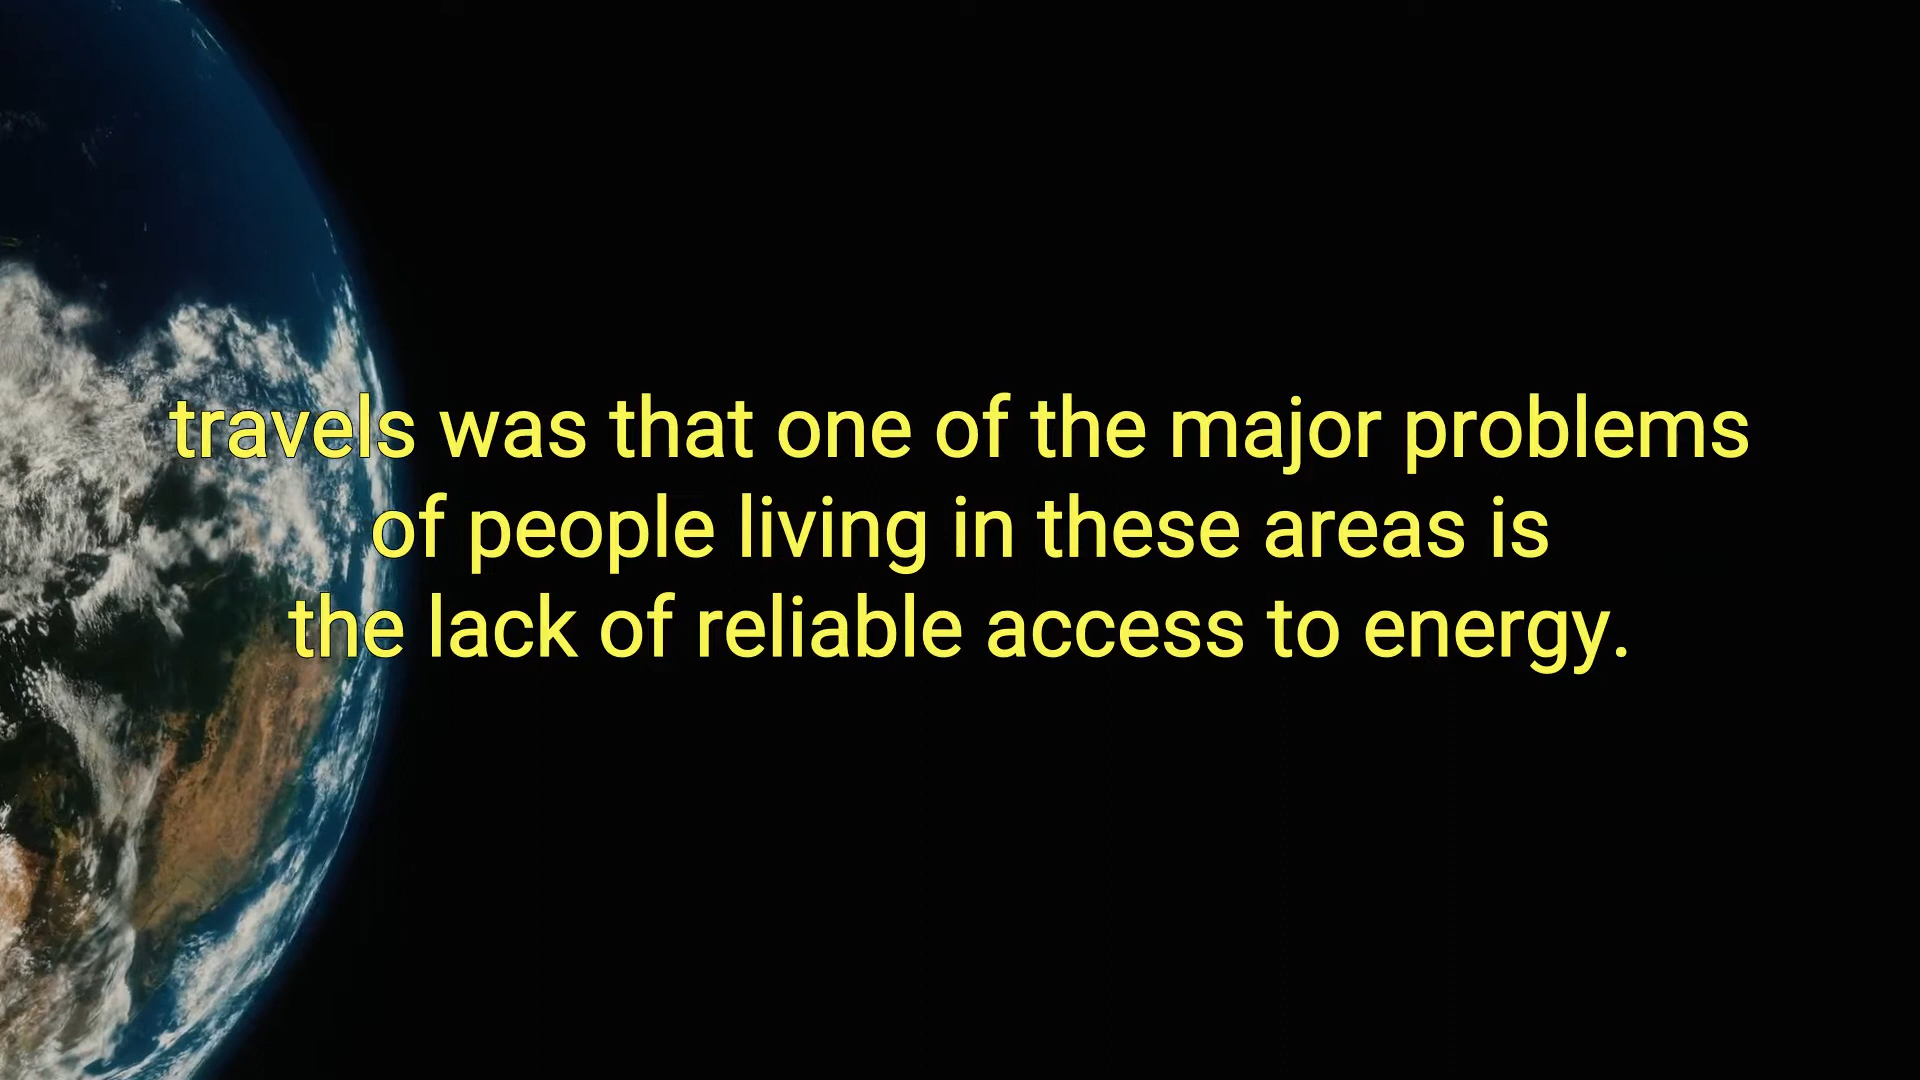 travels was that one of the major problems
of people living in these areas is
the lack of reliable access to energy.